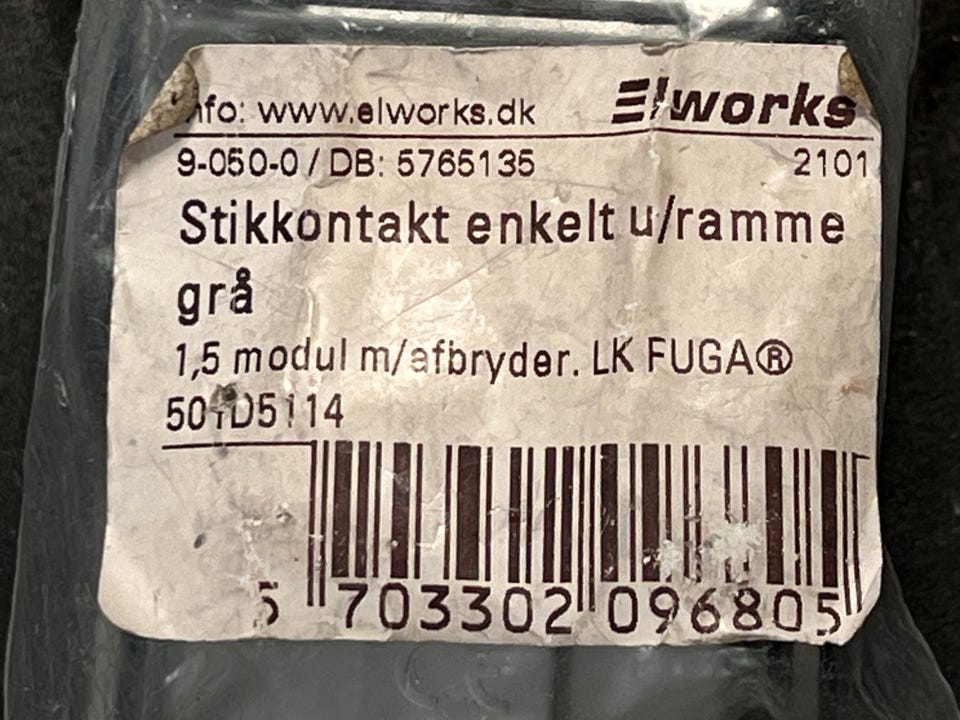 info: www.elworks.dk Elworks
9-050-0 / DB: 5765135 2101
Stikkontakt enkelt u/ramme
grå
1,5 modul m/afbryder. LK FUGA®
501D5114
5 703302 096805